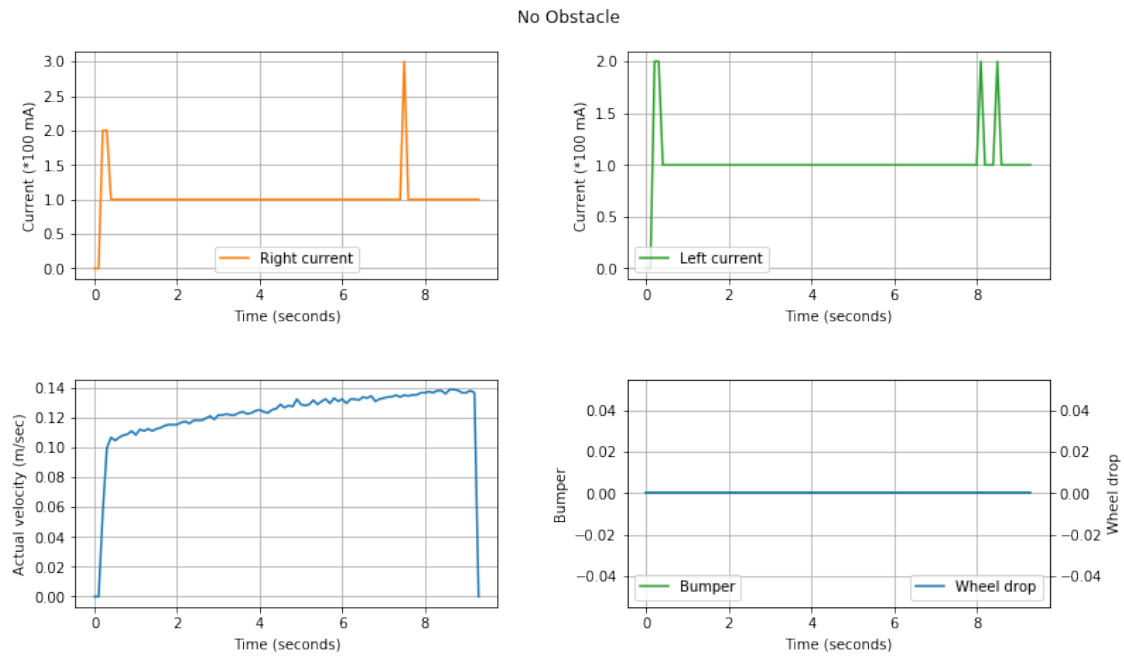 No Obstacle
Current (*100 mA)
3.0
2.5
2.0
1.5
1.0
0.5
0.0
Right current
0 2 4 6 8
Time (seconds)
Current (*100 mA)
2.0
1.5
1.0
0.5
0.0
Left current
0 2 4 6 8
Time (seconds)
Actual velocity (m/sec)
0.14
0.12
0.10
0.08
0.06
0.04
0.02
0.00
0 2 4 6 8
Time (seconds)
Bumper
0.04
0.02
0.00
−0.02
−0.04
Bumper
Wheel drop
0.04
0.02
0.00
−0.02
−0.04
Wheel drop
0 2 4 6 8
Time (seconds)